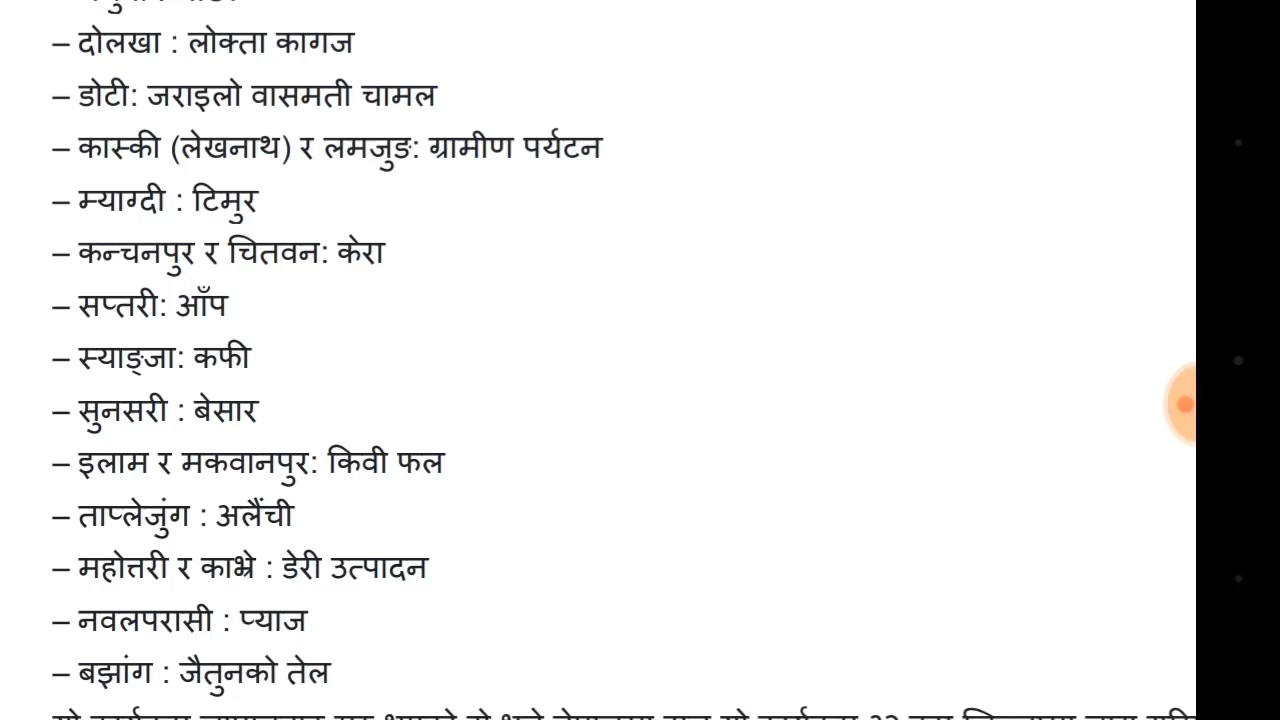 – दोलखा : लोक्ता कागज
– डोटी: जराइलो वासमती चामल
– कास्की (लेखनाथ) र लमजुङ: ग्रामीण पर्यटन
– म्याग्दी : टिमुर
– कन्चनपुर र चितवन: केरा
– सप्तरी: आँप
– स्याङ्जा: कफी
– सुनसरी : बेसार
– इलाम र मकवानपुर: किवी फल
– ताप्लेजुंग : अलैंची
– महोत्तरी र काभ्रे : डेरी उत्पादन
– नवलपरासी : प्याज
– बझांग : जैतुनको तेल